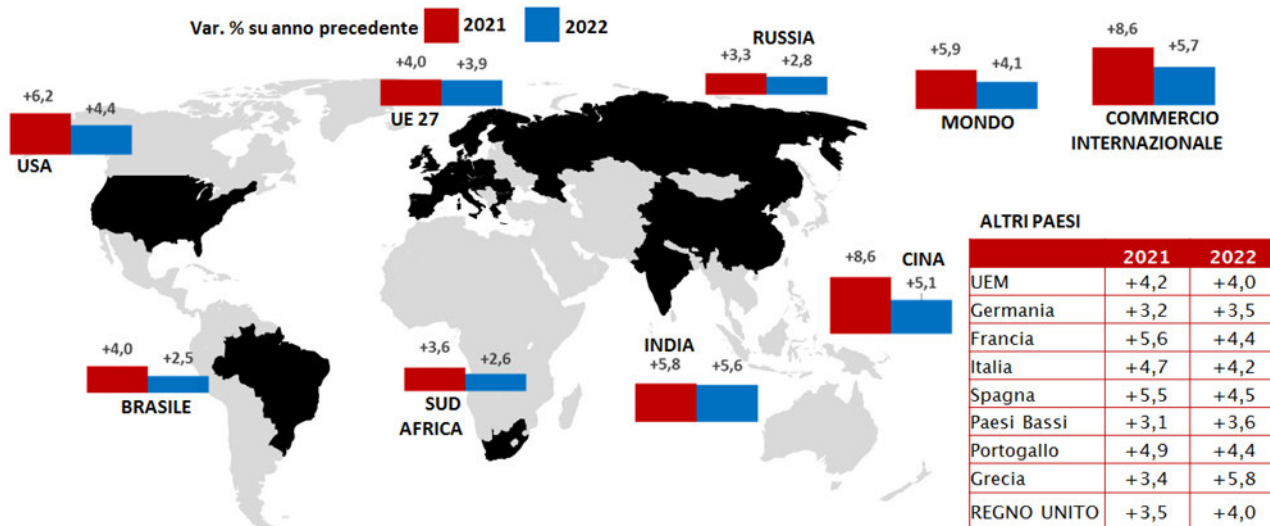 Var. % su anno precedente 2021 2022
+6,2 +4,4
USA
+4,0 +3,9
UE 27
RUSSIA
+3,3 +2,8
+5,9 +4,1
MONDO
+8,6 +5,7
COMMERCIO
INTERNAZIONALE
+4,0 +2,5
BRASILE
+3,6 +2,6
SUD
AFRICA
INDIA
+5,8 +5,6
CINA
+8,6 +5,1
ALTRI PAESI
2021 2022
UEM +4,2 +4,0
Germania +3,2 +3,5
Francia +5,6 +4,4
Italia +4,7 +4,2
Spagna +5,5 +4,5
Paesi Bassi +3,1 +3,6
Portogallo +4,9 +4,4
Grecia +3,4 +5,8
REGNO UNITO +3,5 +4,0